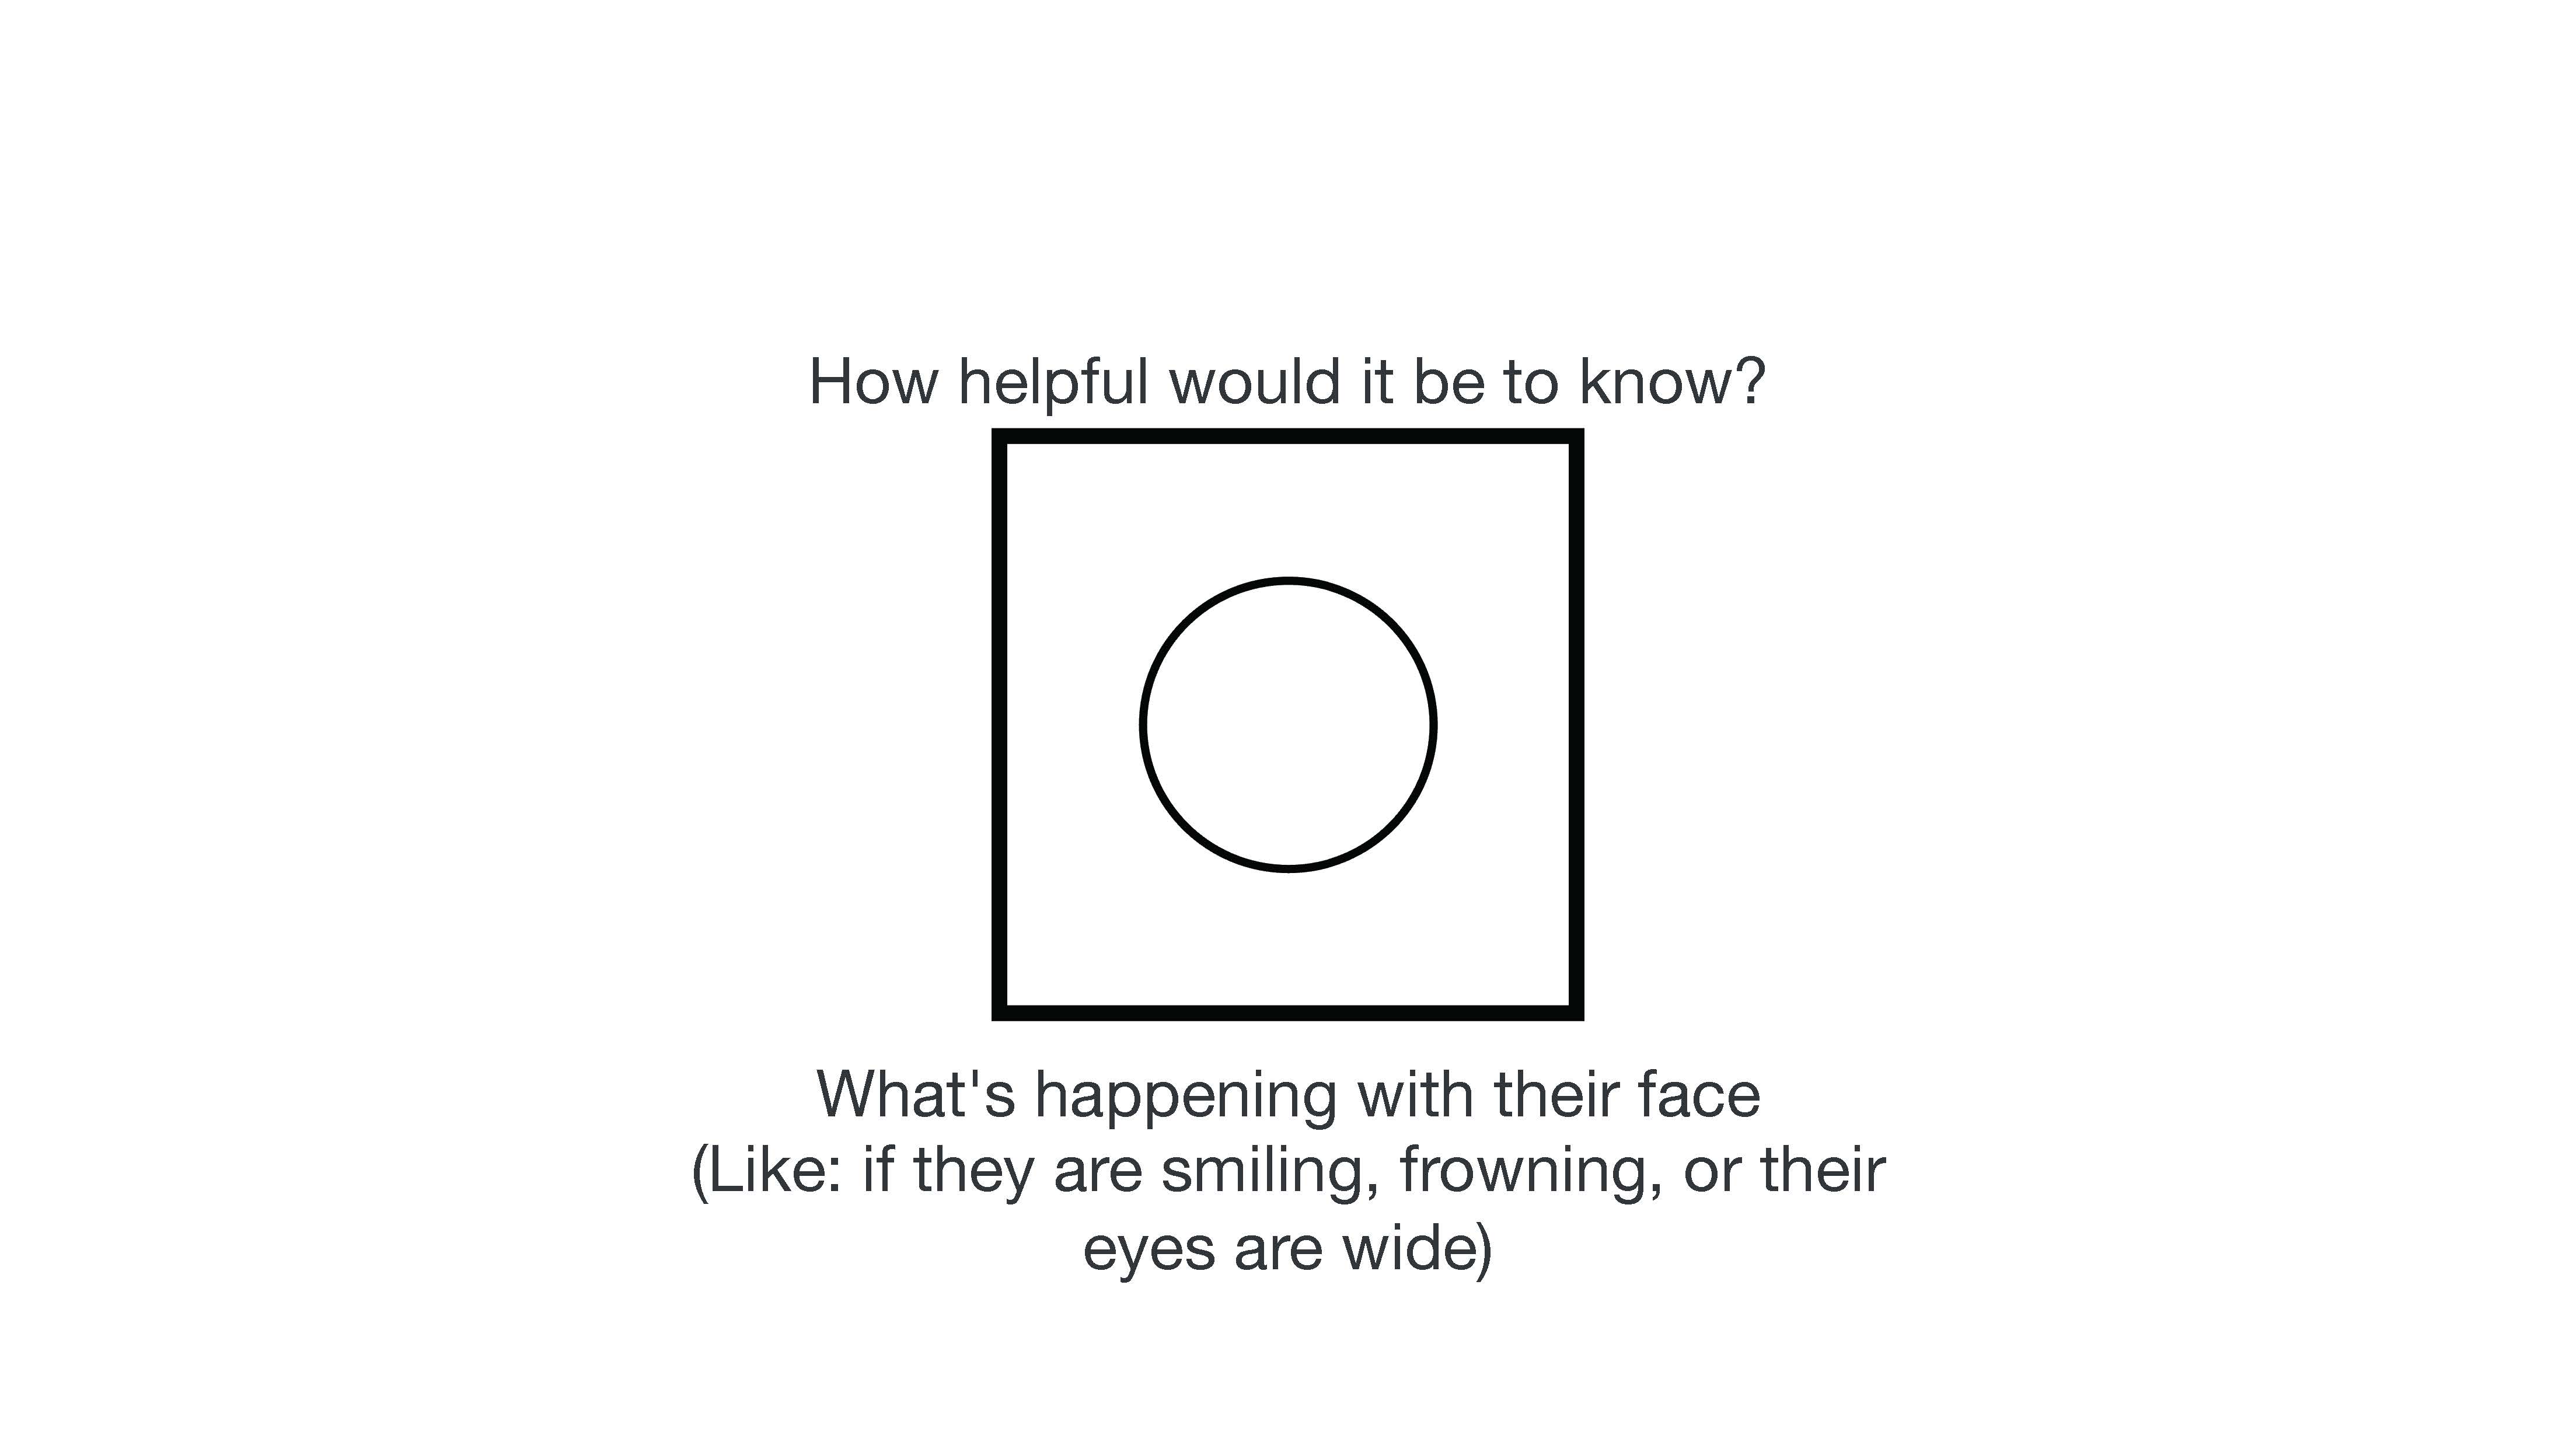 How helpful would it be to know?
What's happening with their face
(Like: if they are smiling, frowning, or their
eyes are wide)